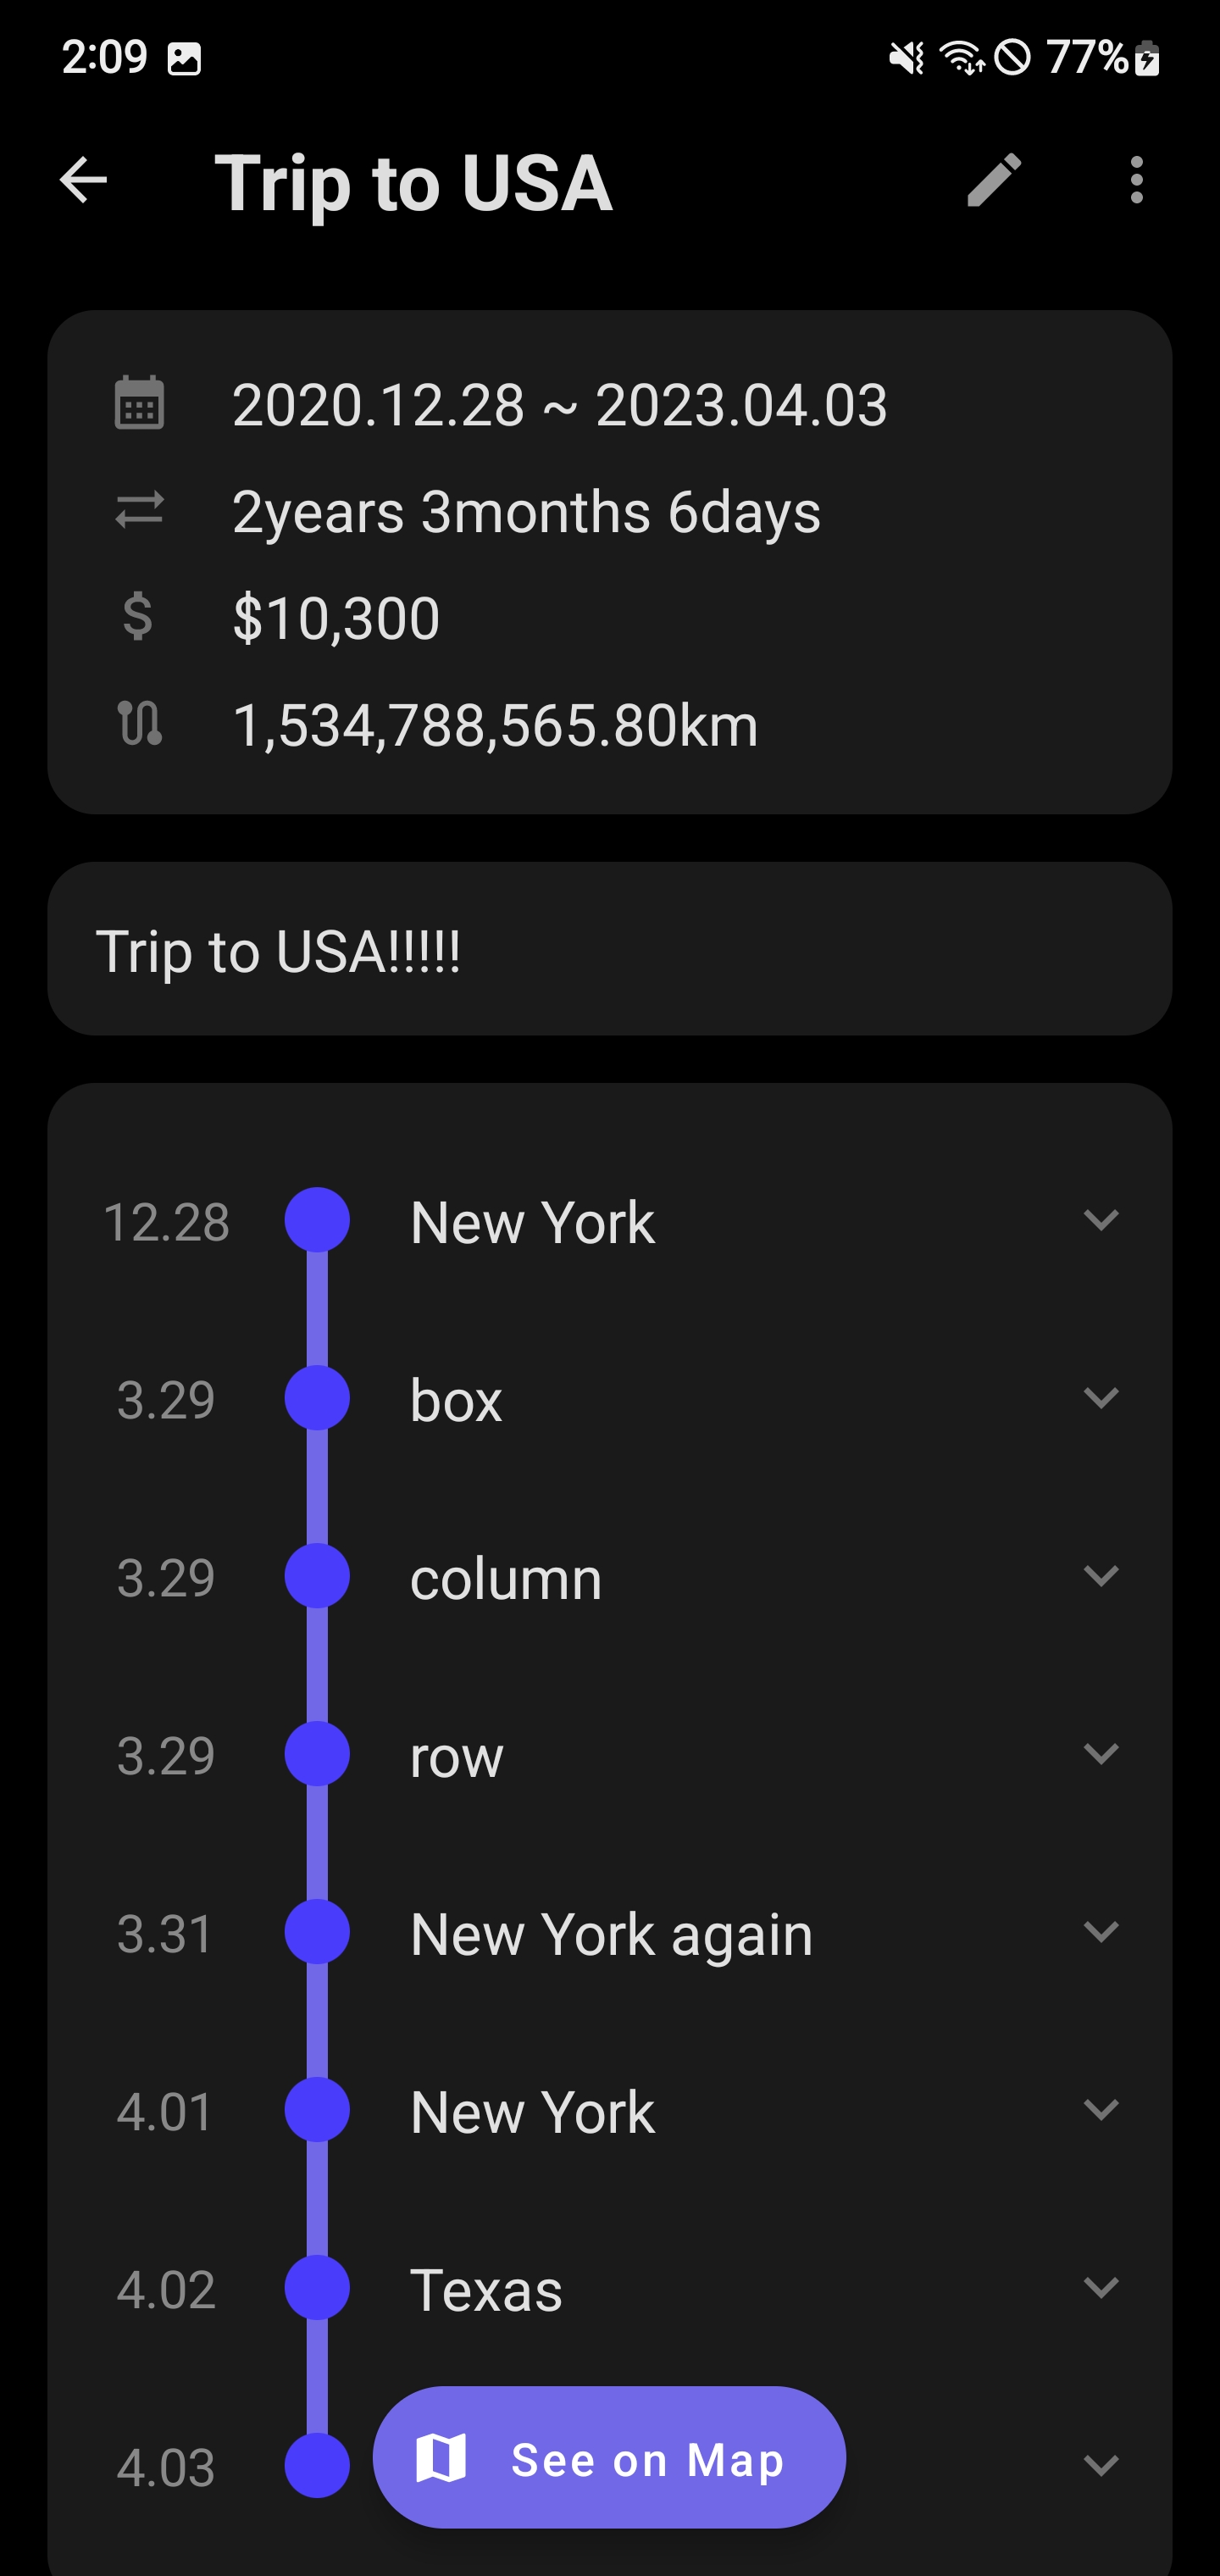 2:09 77%
Trip to USA
2020.12.28 ~ 2023.04.03
2years 3months 6days
$10,300
1,534,788,565.80km
Trip to USA!!!!!
12.28 New York
3.29 box
3.29 column
3.29 row
3.31 New York again
4.01 New York
4.02 Texas
4.03
See on Map